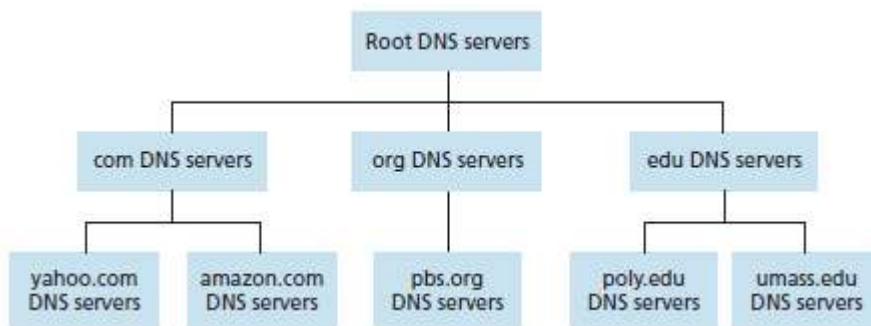 Root DNS servers
com DNS servers
org DNS servers
edu DNS servers
yahoo.com
DNS servers
amazon.com
DNS servers
pbs.org
DNS servers
poly.edu
DNS servers
umass.edu
DNS servers